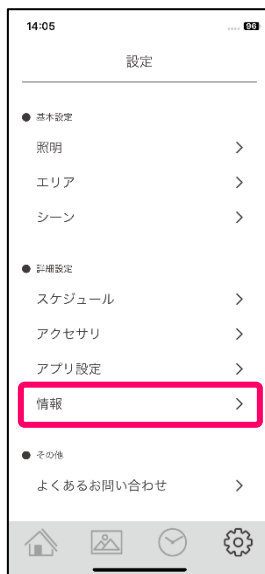 14:05
96
設定
● 基本設定
照明
エリア
シーン
● 詳細設定
スケジュール
アクセサリ
アプリ設定
情報
● その他
よくあるお問い合わせ